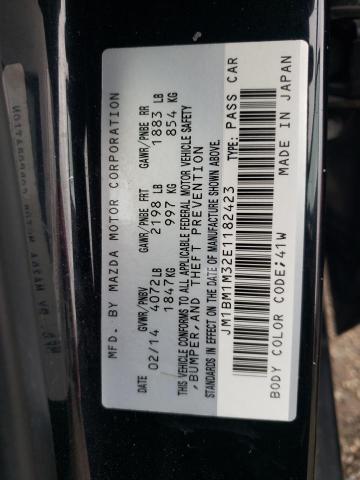 MFD. BY MAZDA MOTOR CORPORATION
DATE GVWR/PNBV GAWR/PNBE FRT GAWR/PNBE RR
02/14 4072LB 2198 LB 1883 LB
1847KG 997 KG 854 KG
THIS VEHICLE CONFORMS TO ALL APPLICABLE FEDERAL MOTOR VEHICLE SAFETY
, BUMPER, AND THEFT PREVENTION
STANDARDS IN EFFECT ON THE DATE OF MANUFACTURE SHOWN ABOVE.
JM1BM1M32E1182423 TYPE: PASS CAR
BODY COLOR CODE;41W MADE IN JAPAN